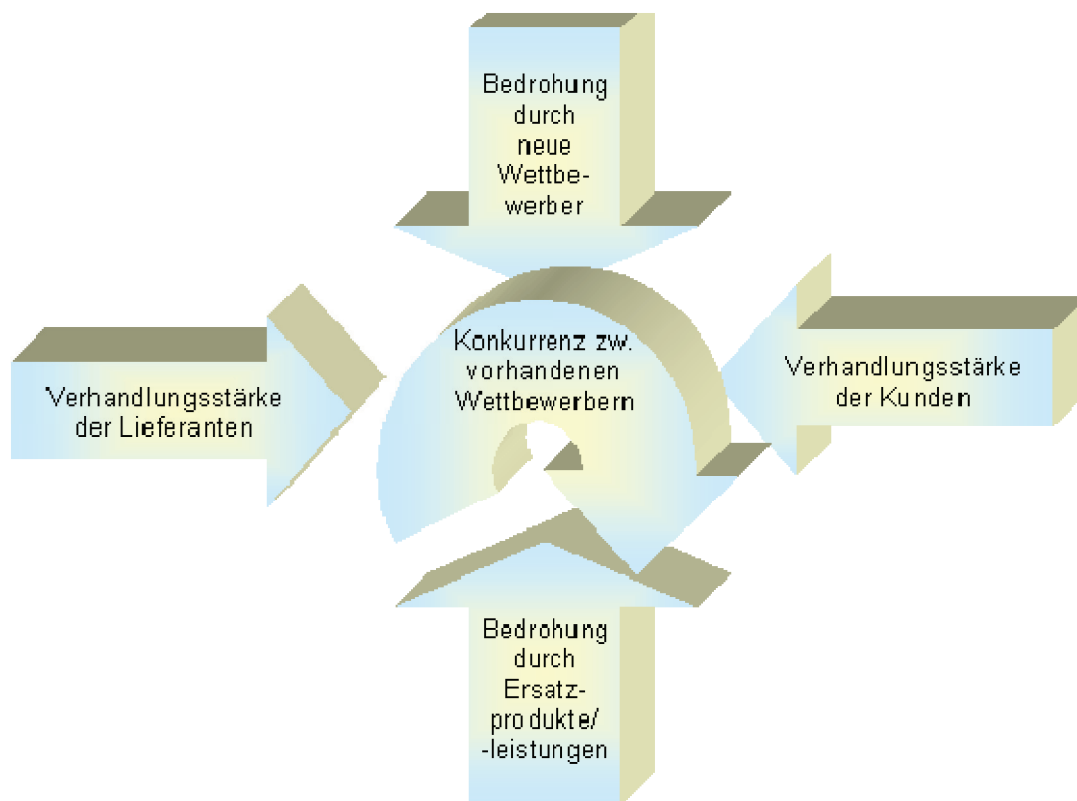 Bedrohung
durch
neue
Wettbe-
werber
Verhandlungsstärke
der Lieferanten
Konkurrenz zw.
vorhandenen
Wettbewerbern
Verhandlungsstärke
der Kunden
Bedrohung
durch
Ersatz-
produkte/
-leistungen